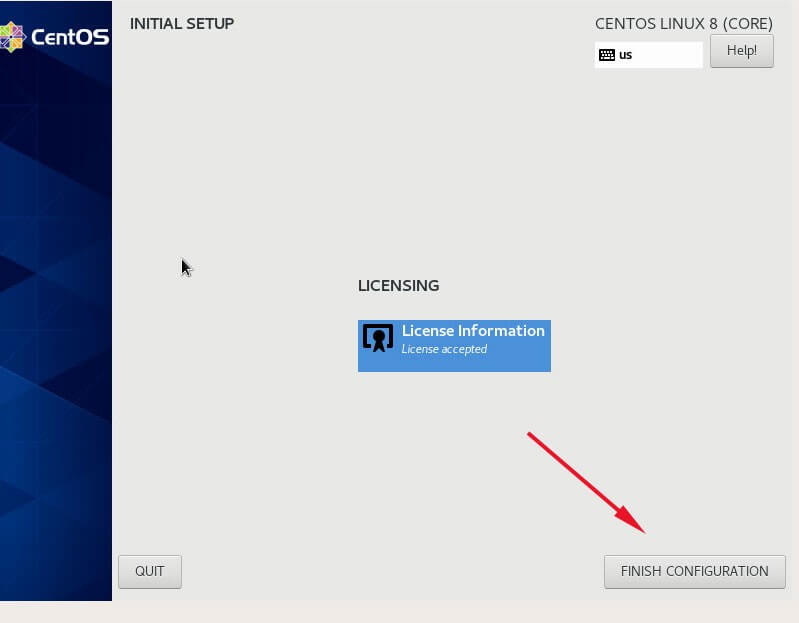 CentOS
INITIAL SETUP
CENTOS LINUX 8 (CORE)
us
Help!
LICENSING
License Information
License accepted
QUIT
FINISH CONFIGURATION